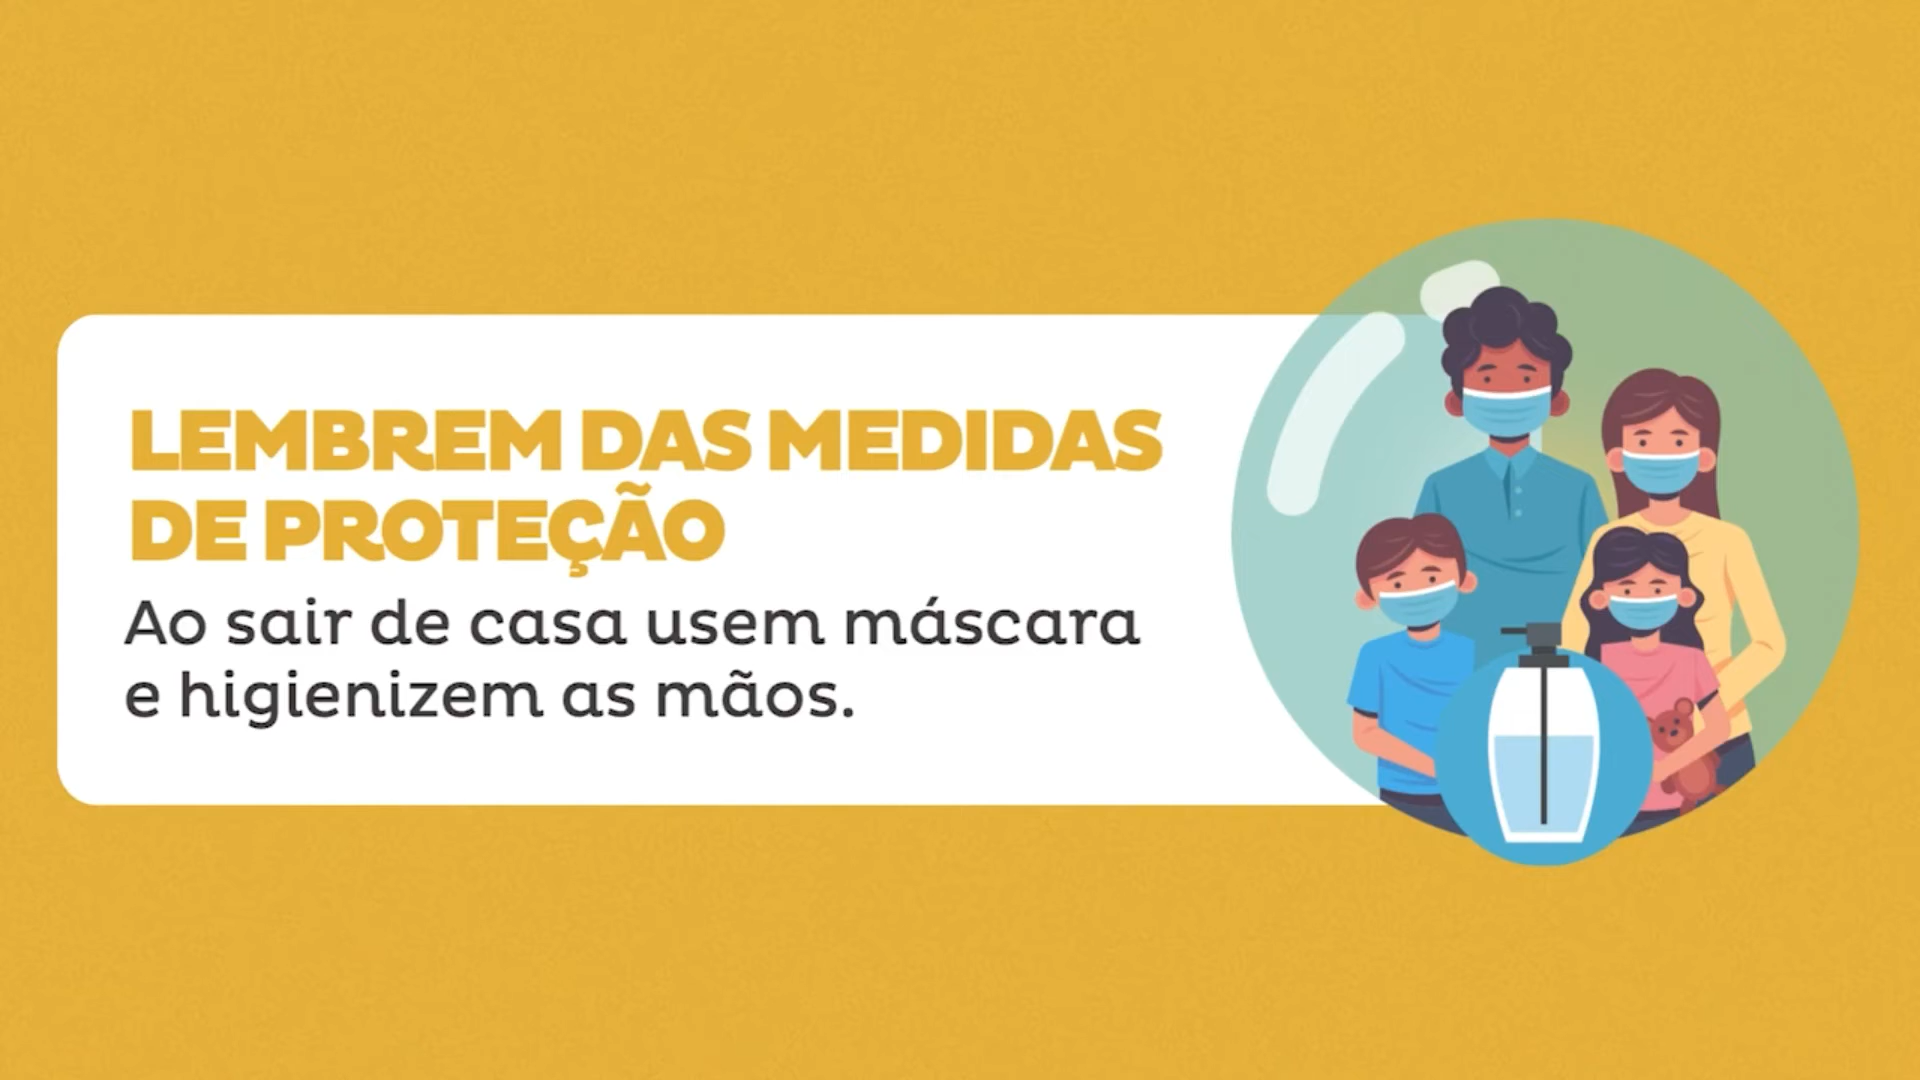 LEMBREM DAS MEDIDAS
DE PROTEÇÃO
Ao sair de casa usem máscara
e higienizem as mãos.